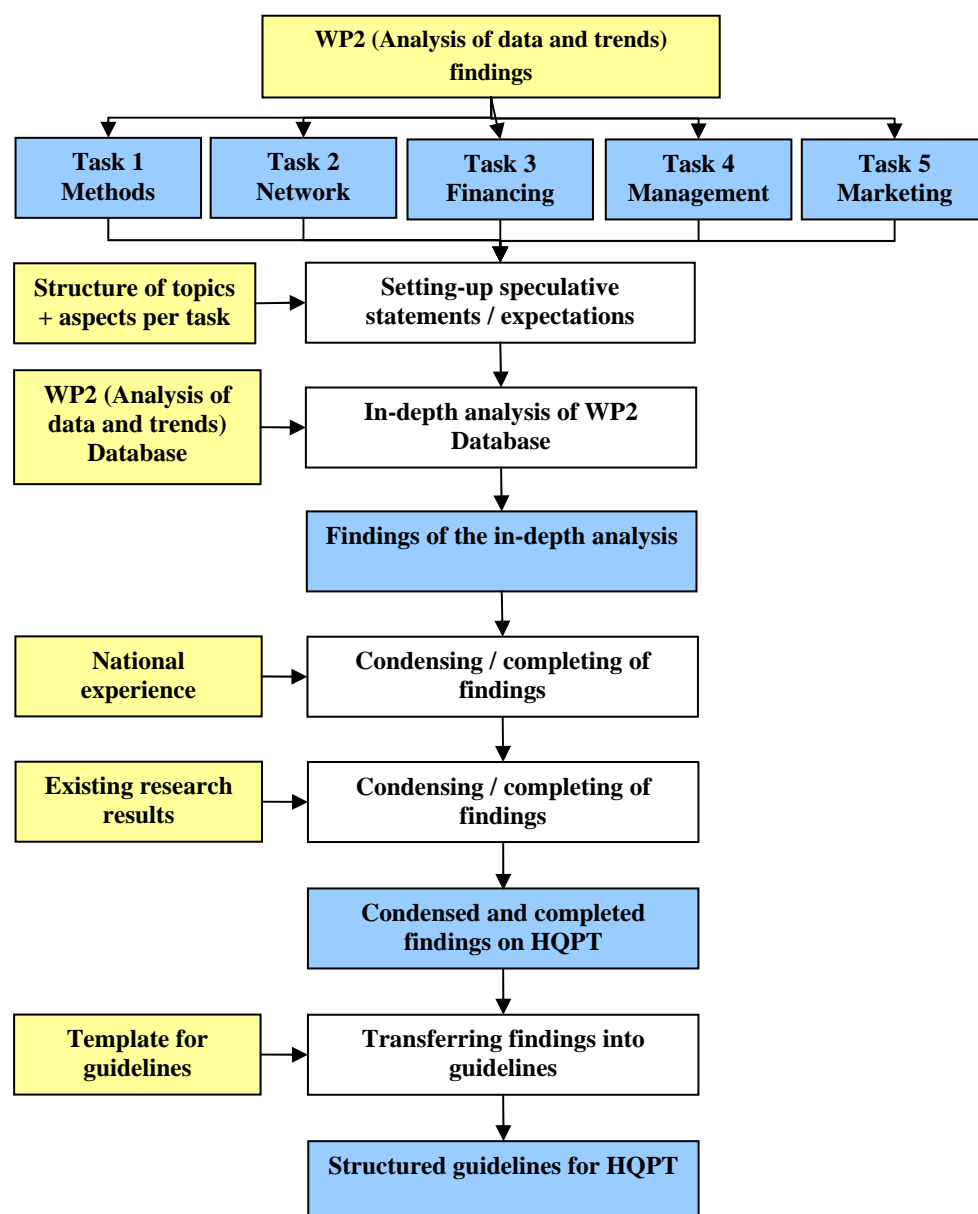 WP2 (Analysis of data and trends)
findings
Task 1
Methods
Task 2
Network
Task 3
Financing
Task 4
Management
Task 5
Marketing
Structure of topics
+ aspects per task
Setting-up speculative
statements / expectations
WP2 (Analysis of
data and trends)
Database
In-depth analysis of WP2
Database
Findings of the in-depth analysis
National
experience
Condensing / completing of
findings
Existing research
results
Condensing / completing of
findings
Condensed and completed
findings on HQPT
Template for
guidelines
Transferring findings into
guidelines
Structured guidelines for HQPT